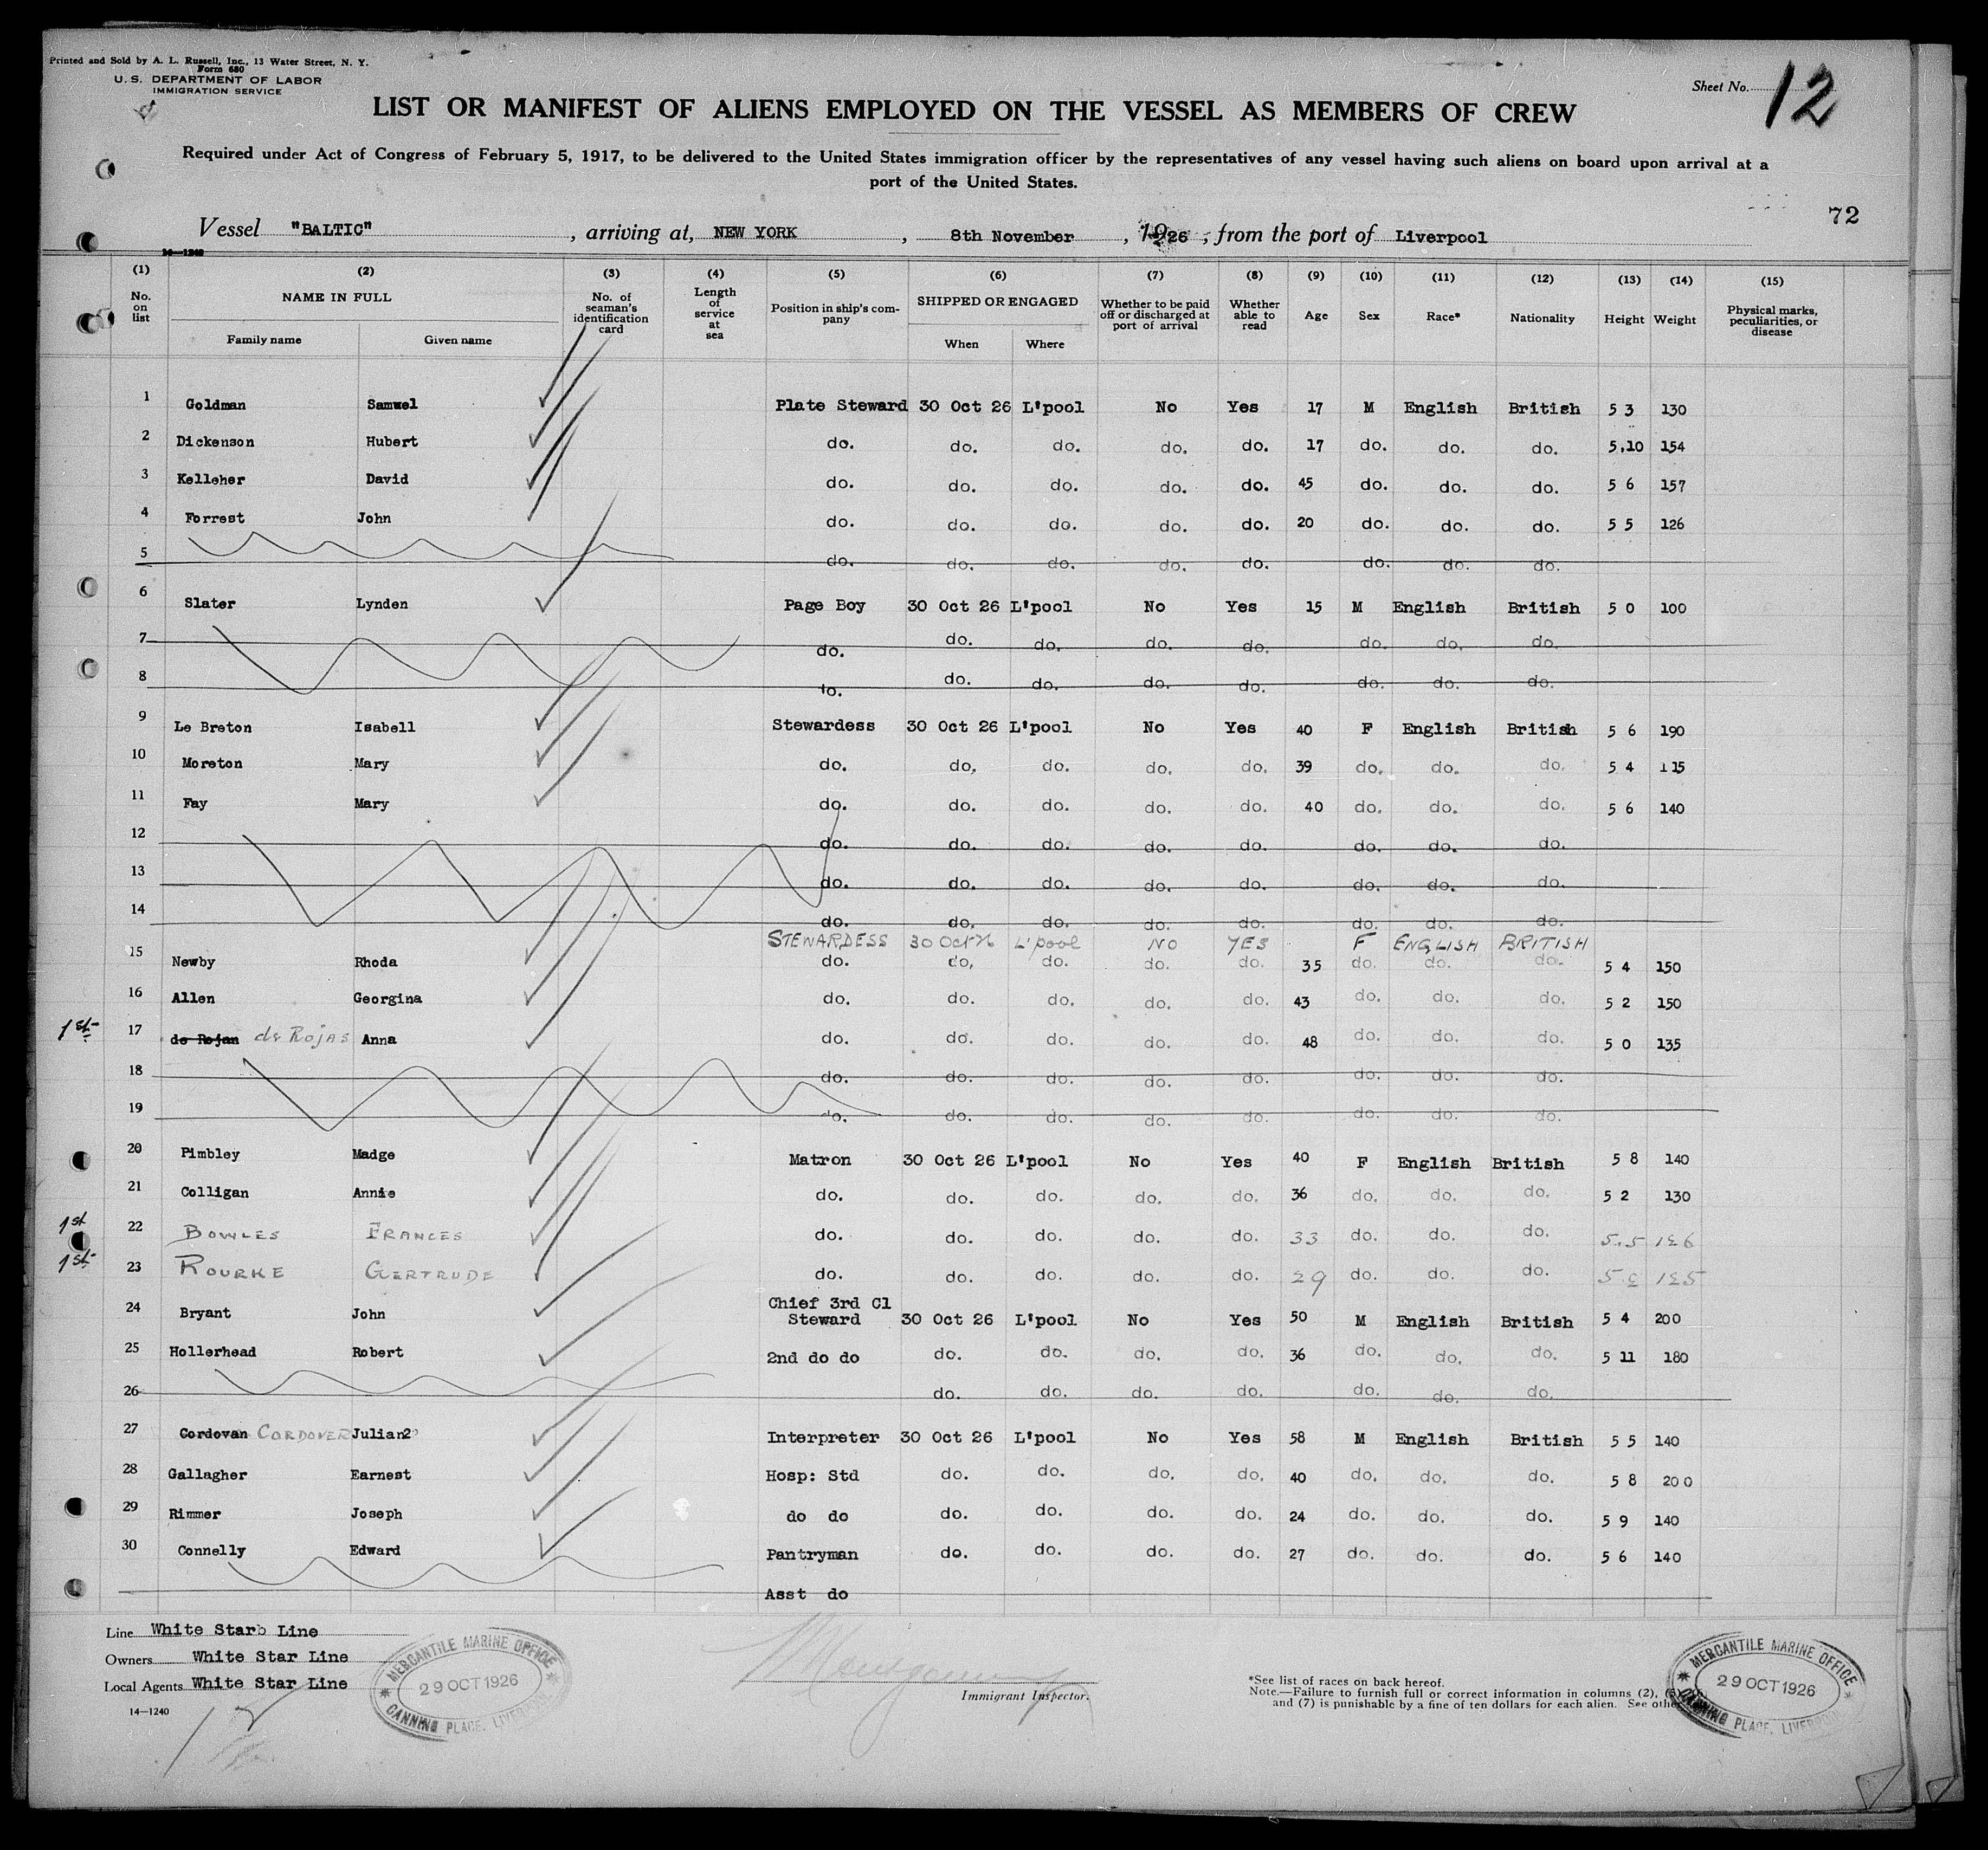 Printed and Sold by A. L. Russell, Inc., 13 Water Street, N. Y.
Form 680
U. S. DEPARTMENT OF LABOR
IMMIGRATION SERVICE
Sheet No. 12
LIST OR MANIFEST OF ALIENS EMPLOYED ON THE VESSEL AS MEMBERS OF CREW
Required under Act of Congress of February 5, 1917, to be delivered to the United States immigration officer by the representatives of any vessel having such aliens on board upon arrival at a
port of the United States.
72
Vessel "BALTIC", arriving at, NEW YORK, 8th November, 1926, from the port of Liverpool
14—1240
(1) (2) (3) (4) (5) (6) (7) (8) (9) (10) (11) (12) (13) (14) (15)
No. on list NAME IN FULL Family name Given name No. of seaman's identification card Length of service at sea Position in ship's company SHIPPED OR ENGAGED When Where Whether to be paid off or discharged at port of arrival Whether able to read Age Sex Race* Nationality Height Weight Physical marks, peculiarities, or disease
1 Goldman Samwel Plate Steward 30 Oct 26 L'pool No Yes 17 M English British 5 3 130
2 Dickenson Hubert do. do. do. do. do. 17 do. do. do. 5.10 154
3 Kelleher David do. do. do. do. do. 45 do. do. do. 5 6 157
4 Forrest John do. do. do. do. do. 20 do. do. do. 5 5 126
5 do. do. do. do. do. do. do. do.
6 Slater Lynden Page Boy 30 Oct 26 L'pool No Yes 15 M English British 5 0 100
7 do. do. do. do. do. do. do. do.
8 do. do. do. do. do. do. do.
9 Le Breton Isabell Stewardess 30 Oct 26 L'pool No Yes 40 F English British 5 6 190
10 Moreton Mary do. do. do. do. do. 39 do. do. do. 5 4 115
11 Fay Mary do. do. do. do. do. 40 do. do. do. 5 6 140
12 do. do. do. do. do. do. do. do.
13 do. do. do. do. do. do. do. do.
14 do. do. do. do. do. do. do. do.
STEWARDESS 30 Oct 26 L'pool NO YES F ENGLISH BRITISH
15 Newby Rhoda do. do. do. do. do. 35 do. do. do. 5 4 150
16 Allen Georgina do. do. do. do. do. 43 do. do. do. 5 2 150
1st 17 de Rojan de Rojas Anna do. do. do. do. do. 48 do. do. do. 5 0 135
18 do. do. do. do. do. do. do. do.
19 do. do. do. do. do. do. do. do.
20 Pimbley Madge Matron 30 Oct 26 L'pool No Yes 40 F English British 5 8 140
21 Colligan Annie do. do. do. do. do. 36 do. do. do. 5 2 130
1st 22 BOWLES FRANCES do. do. do. do. do. 33 do. do. do. 5.5 126
1st 23 ROURKE GERTRUDE do. do. do. do. do. 29 do. do. do. 5.2 125
24 Bryant John Chief 3rd Cl Steward 30 Oct 26 L'pool No Yes 50 M English British 5 4 200
25 Hollerhead Robert 2nd do do do. do. do. do. 36 do. do. do. 5 11 180
26 do. do. do. do. do. do. do.
27 Cordovan CORDOVER Julian2 Interpreter 30 Oct 26 L'pool No Yes 58 M English British 5 5 140
28 Gallagher Earnest Hosp: Std do. do. do. do. 40 do. do. do. 5 8 200
29 Rimmer Joseph do do do. do. do. do. 24 do. do. do. 5 9 140
30 Connelly Edward Pantryman do. do. do. do. 27 do. do. do. 5 6 140
Asst do
Line White Star Line
Owners White Star Line
Local Agents White Star Line
14—1240
MERCANTILE MARINE OFFICE
29 OCT 1926
CANNING PLACE, LIVERPOOL
Montgomery
Immigrant Inspector.
*See list of races on back hereof.
Note.—Failure to furnish full or correct information in columns (2),
and (7) is punishable by a fine of ten dollars for each alien. See other
MERCANTILE MARINE OFFICE
29 OCT 1926
CANNING PLACE, LIVERPOOL